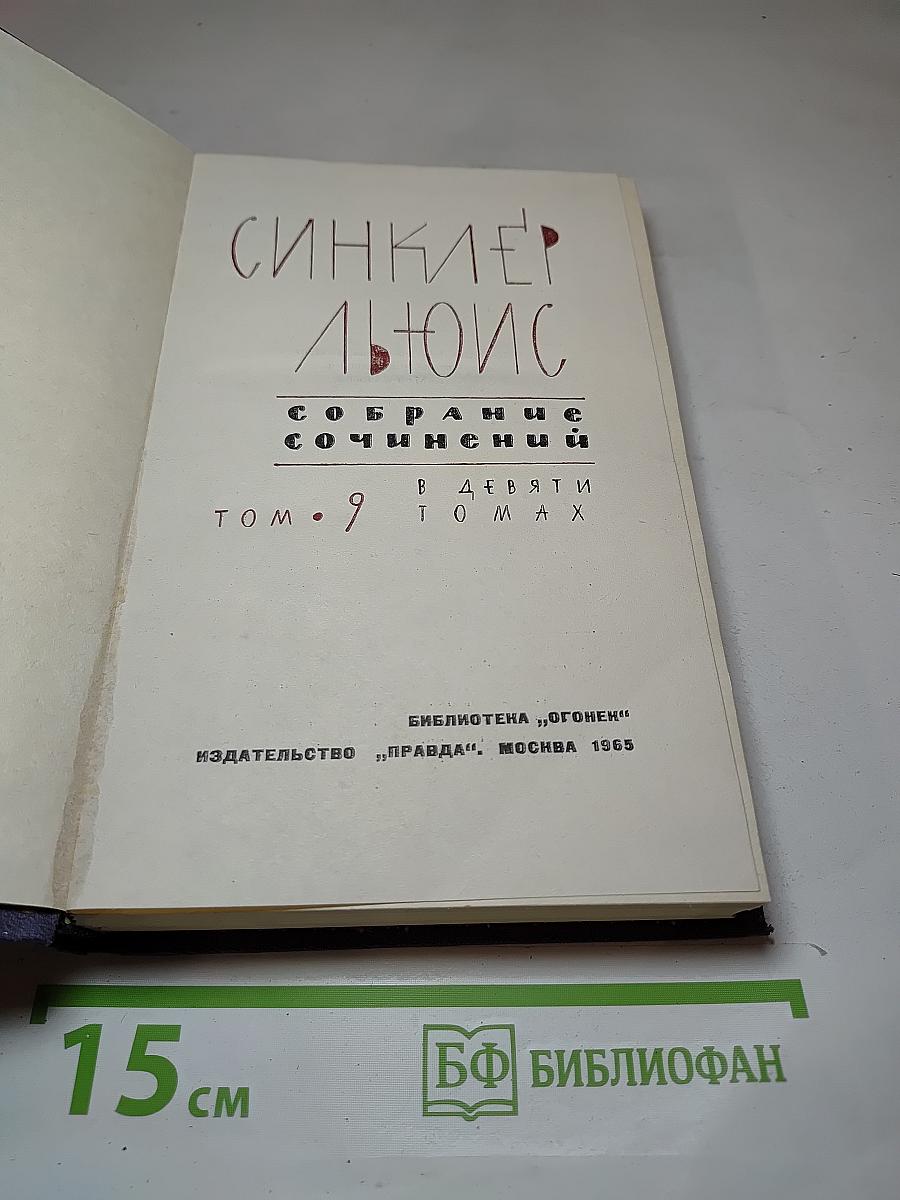 СИНКЛЕР
ЛЬЮИС
СОБРАНИЕ
СОЧИНЕНИЙ
ТОМ • 9
В ДЕВЯТИ
ТОМАХ
БИБЛИОТЕКА „ОГОНЕК“
ИЗДАТЕЛЬСТВО „ПРАВДА“. МОСКВА 1965
15 см
БФ БИБЛИОФАН